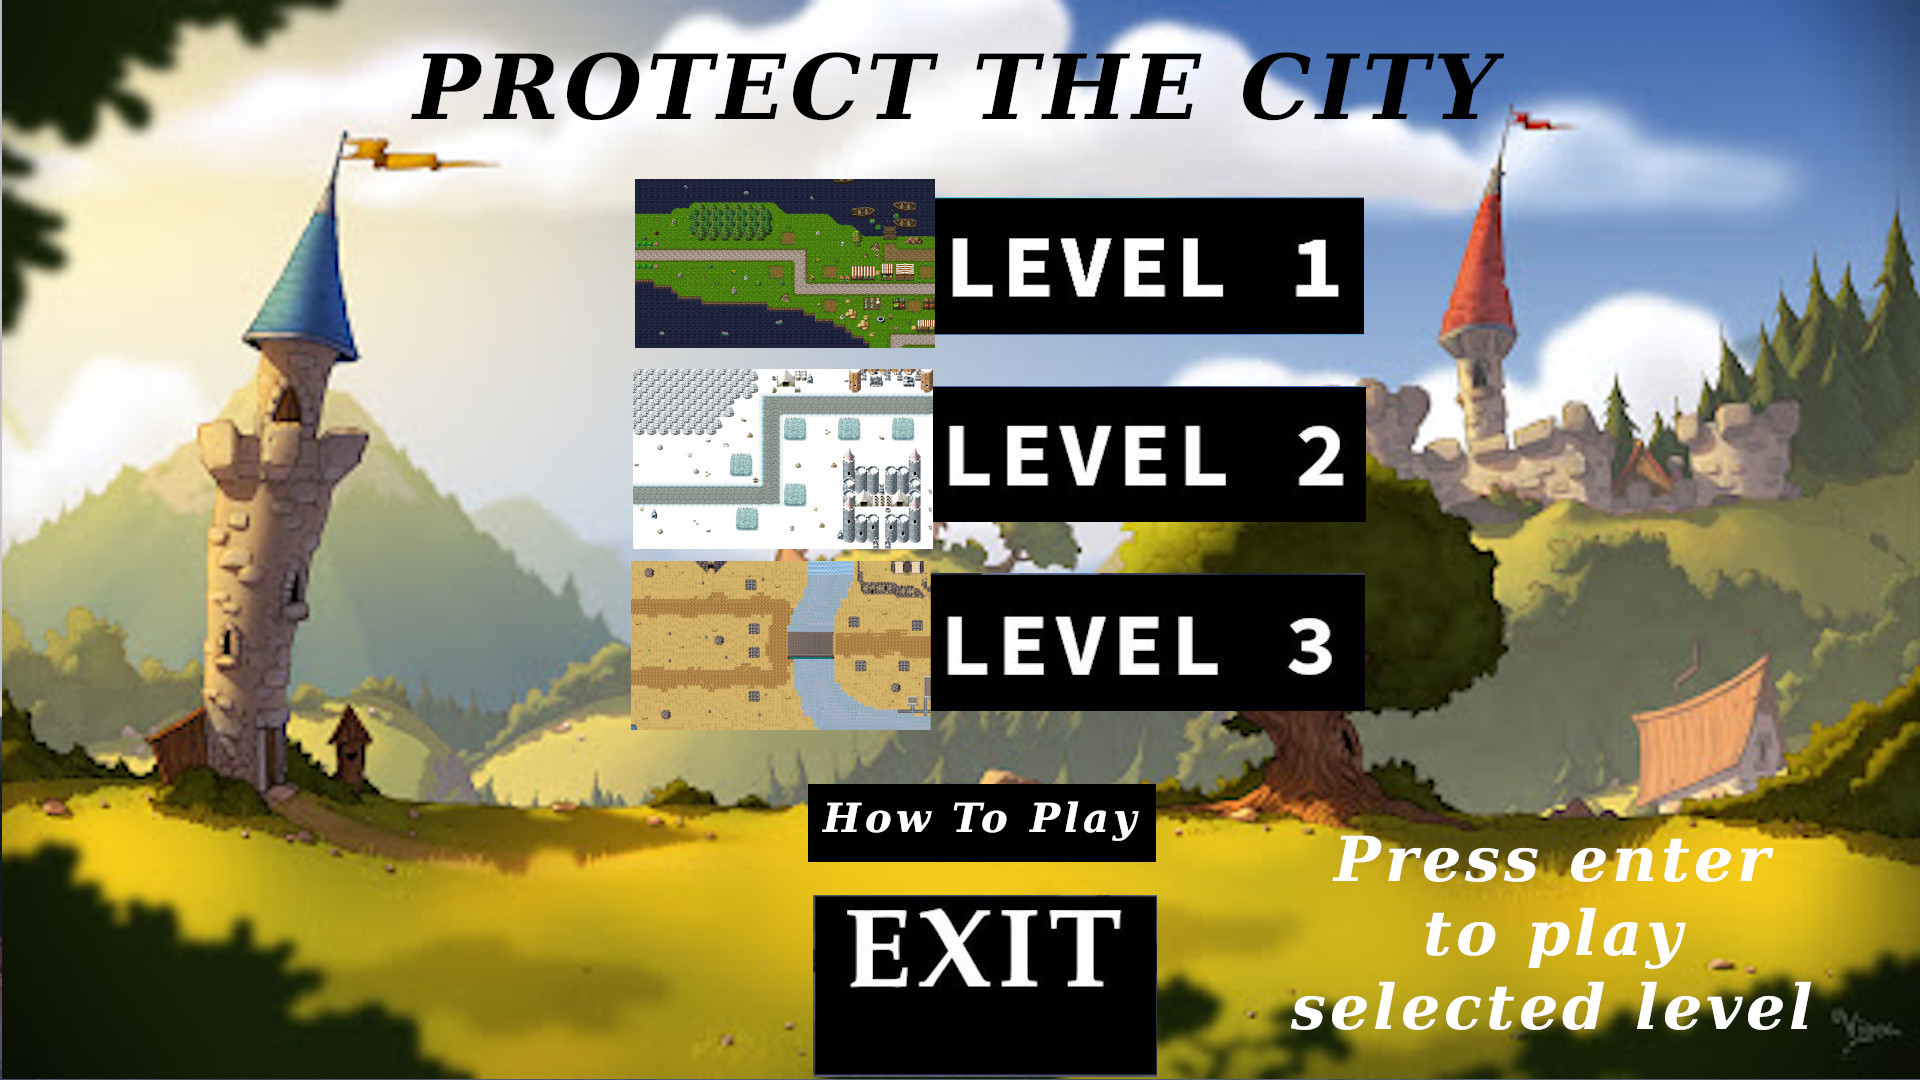 PROTECT THE CITY
LEVEL 1
LEVEL 2
LEVEL 3
How To Play
EXIT
Press enter
to play
selected level